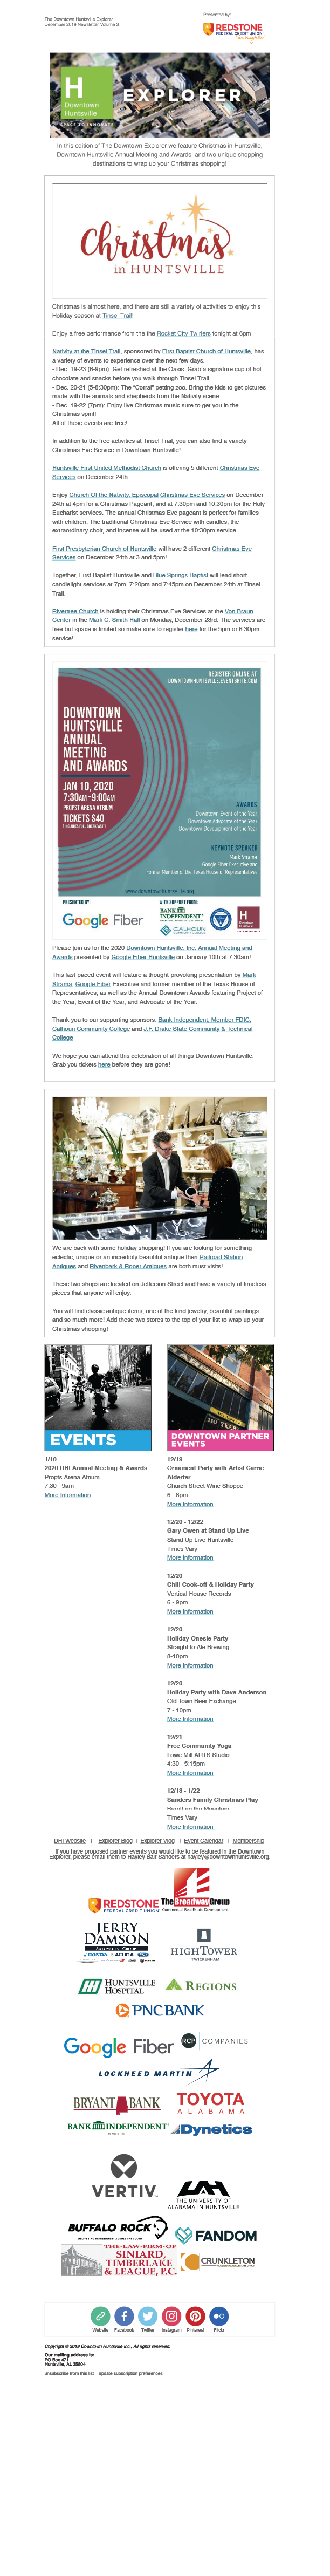 The Downtown Huntsville Explorer
December 2019 Newsletter Volume 3
Presented by:
REDSTONE
FEDERAL CREDIT UNION
Live Brighter
H
Downtown
Huntsville
SPACE TO INNOVATE
EXPLORER
In this edition of The Downtown Explorer we feature Christmas in Huntsville,
Downtown Huntsville Annual Meeting and Awards, and two unique shopping
destinations to wrap up your Christmas shopping!
Christmas
in HUNTSVILLE
Christmas is almost here, and there are still a variety of activities to enjoy this
Holiday season at Tinsel Trail!
Enjoy a free performance from the the Rocket City Twirlers tonight at 6pm!
Nativity at the Tinsel Trail, sponsored by First Baptist Church of Huntsville, has
a variety of events to experience over the next few days.
- Dec. 19-23 (6-9pm): Get refreshed at the Oasis. Grab a signature cup of hot
chocolate and snacks before you walk through Tinsel Trail.
- Dec. 20-21 (5-8:30pm): The "Coral" petting zoo. Bring the kids to get pictures
made with the animals and shepherds from the Nativity scene.
- Dec. 19-22 (7pm): Enjoy live Christmas music sure to get you in the
Christmas spirit!
All of these events are free!
In addition to the free activities at Tinsel Trail, you can also find a variety
Christmas Eve Service in Downtown Huntsville!
Huntsville First United Methodist Church is offering 5 different Christmas Eve
Services on December 24th.
Enjoy Church Of the Nativity, Episcopal Christmas Eve Services on December
24th at 4pm for a Christmas Pageant, and at 7:30pm and 10:30pm for the Holy
Eucharist services. The annual Christmas Eve pageant is perfect for families
with children. The traditional Christmas Eve Service with candles, the
extraordinary choir, and incense will be used at the 10:30pm service.
First Presbyterian Church of Huntsville will have 2 different Christmas Eve
Services on December 24th at 3 and 5pm!
Together, First Baptist Huntsville and Blue Springs Baptist will lead short
candlelight services at 7pm, 7:20pm and 7:45pm on December 24th at Tinsel
Trail.
Rivertree Church is holding their Christmas Eve Services at the Von Braun
Center in the Mark C. Smith Hall on Monday, December 23rd. The services are
free but space is limited so make sure to register here for the 5pm or 6:30pm
service!
REGISTER ONLINE AT
DOWNTOWNHUNTSVILLE.EVENTBRITE.COM
DOWNTOWN
HUNTSVILLE
ANNUAL
MEETING
AND AWARDS
JAN 10, 2020
7:30AM-9:00AM
PROPST ARENA ATRIUM
TICKETS $40
(INCLUDES FULL BREAKFAST)
AWARDS
Downtown Event of the Year
Downtown Advocate of the Year
Downtown Development of the Year
KEYNOTE SPEAKER
Mark Strama
Google Fiber Executive and
Former Member of the Texas House of Representatives
www.downtownhuntsville.org
PRESENTED BY:
Google Fiber
WITH SUPPORT FROM:
BANK INDEPENDENT
CALHOUN
COMMUNITY COLLEGE
H
Downtown
Huntsville
Please join us for the 2020 Downtown Huntsville, Inc. Annual Meeting and
Awards presented by Google Fiber Huntsville on January 10th at 7:30am!
This fast-paced event will feature a thought-provoking presentation by Mark
Strama, Google Fiber Executive and former member of the Texas House of
Representatives, as well as the Annual Downtown Awards featuring Project of
the Year, Event of the Year, and Advocate of the Year.
Thank you to our supporting sponsors: Bank Independent, Member FDIC,
Calhoun Community College and J.F. Drake State Community & Technical
College
We hope you can attend this celebration of all things Downtown Huntsville.
Grab you tickets here before they are gone!
We are back with some holiday shopping! If you are looking for something
eclectic, unique or an incredibly beautiful antique then Railroad Station
Antiques and Rivenbark & Roper Antiques are both must visits!
These two shops are located on Jefferson Street and have a variety of timeless
pieces that anyone will enjoy.
You will find classic antique items, one of the kind jewelry, beautiful paintings
and so much more! Add these two stores to the top of your list to wrap up your
Christmas shopping!
EVENTS
1/10
2020 DHI Annual Meeting & Awards
Propts Arena Atrium
7:30 - 9am
More Information
DOWNTOWN PARTNER
EVENTS
12/19
Ornament Party with Artist Carrie
Alderfer
Church Street Wine Shoppe
6 - 8pm
More Information
12/20 - 12/22
Gary Owen at Stand Up Live
Stand Up Live Huntsville
Times Vary
More Information
12/20
Chili Cook-off & Holiday Party
Vertical House Records
6 - 9pm
More Information
12/20
Holiday Onesie Party
Straight to Ale Brewing
8-10pm
More Information
12/20
Holiday Party with Dave Anderson
Old Town Beer Exchange
7 - 10pm
More Information
12/21
Free Community Yoga
Lowe Mill ARTS Studio
4:30 - 5:15pm
More Information
12/18 - 1/22
Sanders Family Christmas Play
Burritt on the Mountain
Times Vary
More Information
DHI Website | Explorer Blog | Explorer Vlog | Event Calendar | Membership
If you have proposed partner events you would like to be featured in the Downtown
Explorer, please email them to Hayley Bair Sanders at hayley@downtownhuntsville.org.
REDSTONE
FEDERAL CREDIT UNION
The Broadway Group
Commercial Real Estate Development
JERRY
DAMSON
AUTOMOTIVE GROUP
HONDA ACURA
HIGHTOWER
TWICKENHAM
HUNTSVILLE
HOSPITAL
REGIONS
PNC BANK
Google Fiber
RCP COMPANIES
LOCKHEED MARTIN
BRYANT BANK
TOYOTA
ALABAMA
BANK INDEPENDENT
Dynetics
VERTIV
THE UNIVERSITY OF
ALABAMA IN HUNTSVILLE
BUFFALO ROCK
FANDOM
THE LAW FIRM OF
SINIARD,
TIMBERLAKE
& LEAGUE, P.C.
CRUNKLETON
Website Facebook Twitter Instagram Pinterest Flickr
Copyright © 2019 Downtown Huntsville Inc., All rights reserved.
Our mailing address is:
PO Box 471
Huntsville, AL 35804
unsubscribe from this list update subscription preferences